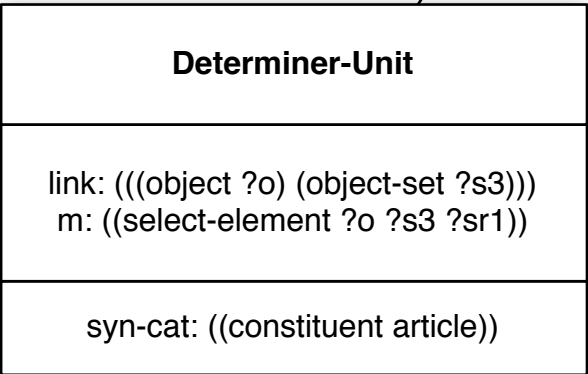 Determiner-Unit
link: (((object ?o) (object-set ?s3)))
m: ((select-element ?o ?s3 ?sr1))
syn-cat: ((constituent article))